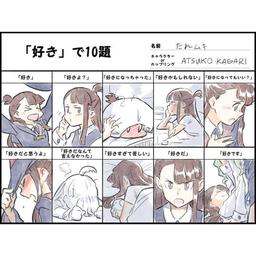 「好き」で10題
名前 たれムキ
キャラクター
or
カップリング
ATSUKO KAGARI
「好き」
「好きよ?」
「好きになっちゃった」
「好きかもしれない」
「好きになってもいい?」
「好きだと思うよ」
「好きだなんて
言えなかった」
「好きすぎて苦しい」
「好きだ」
「好きです」